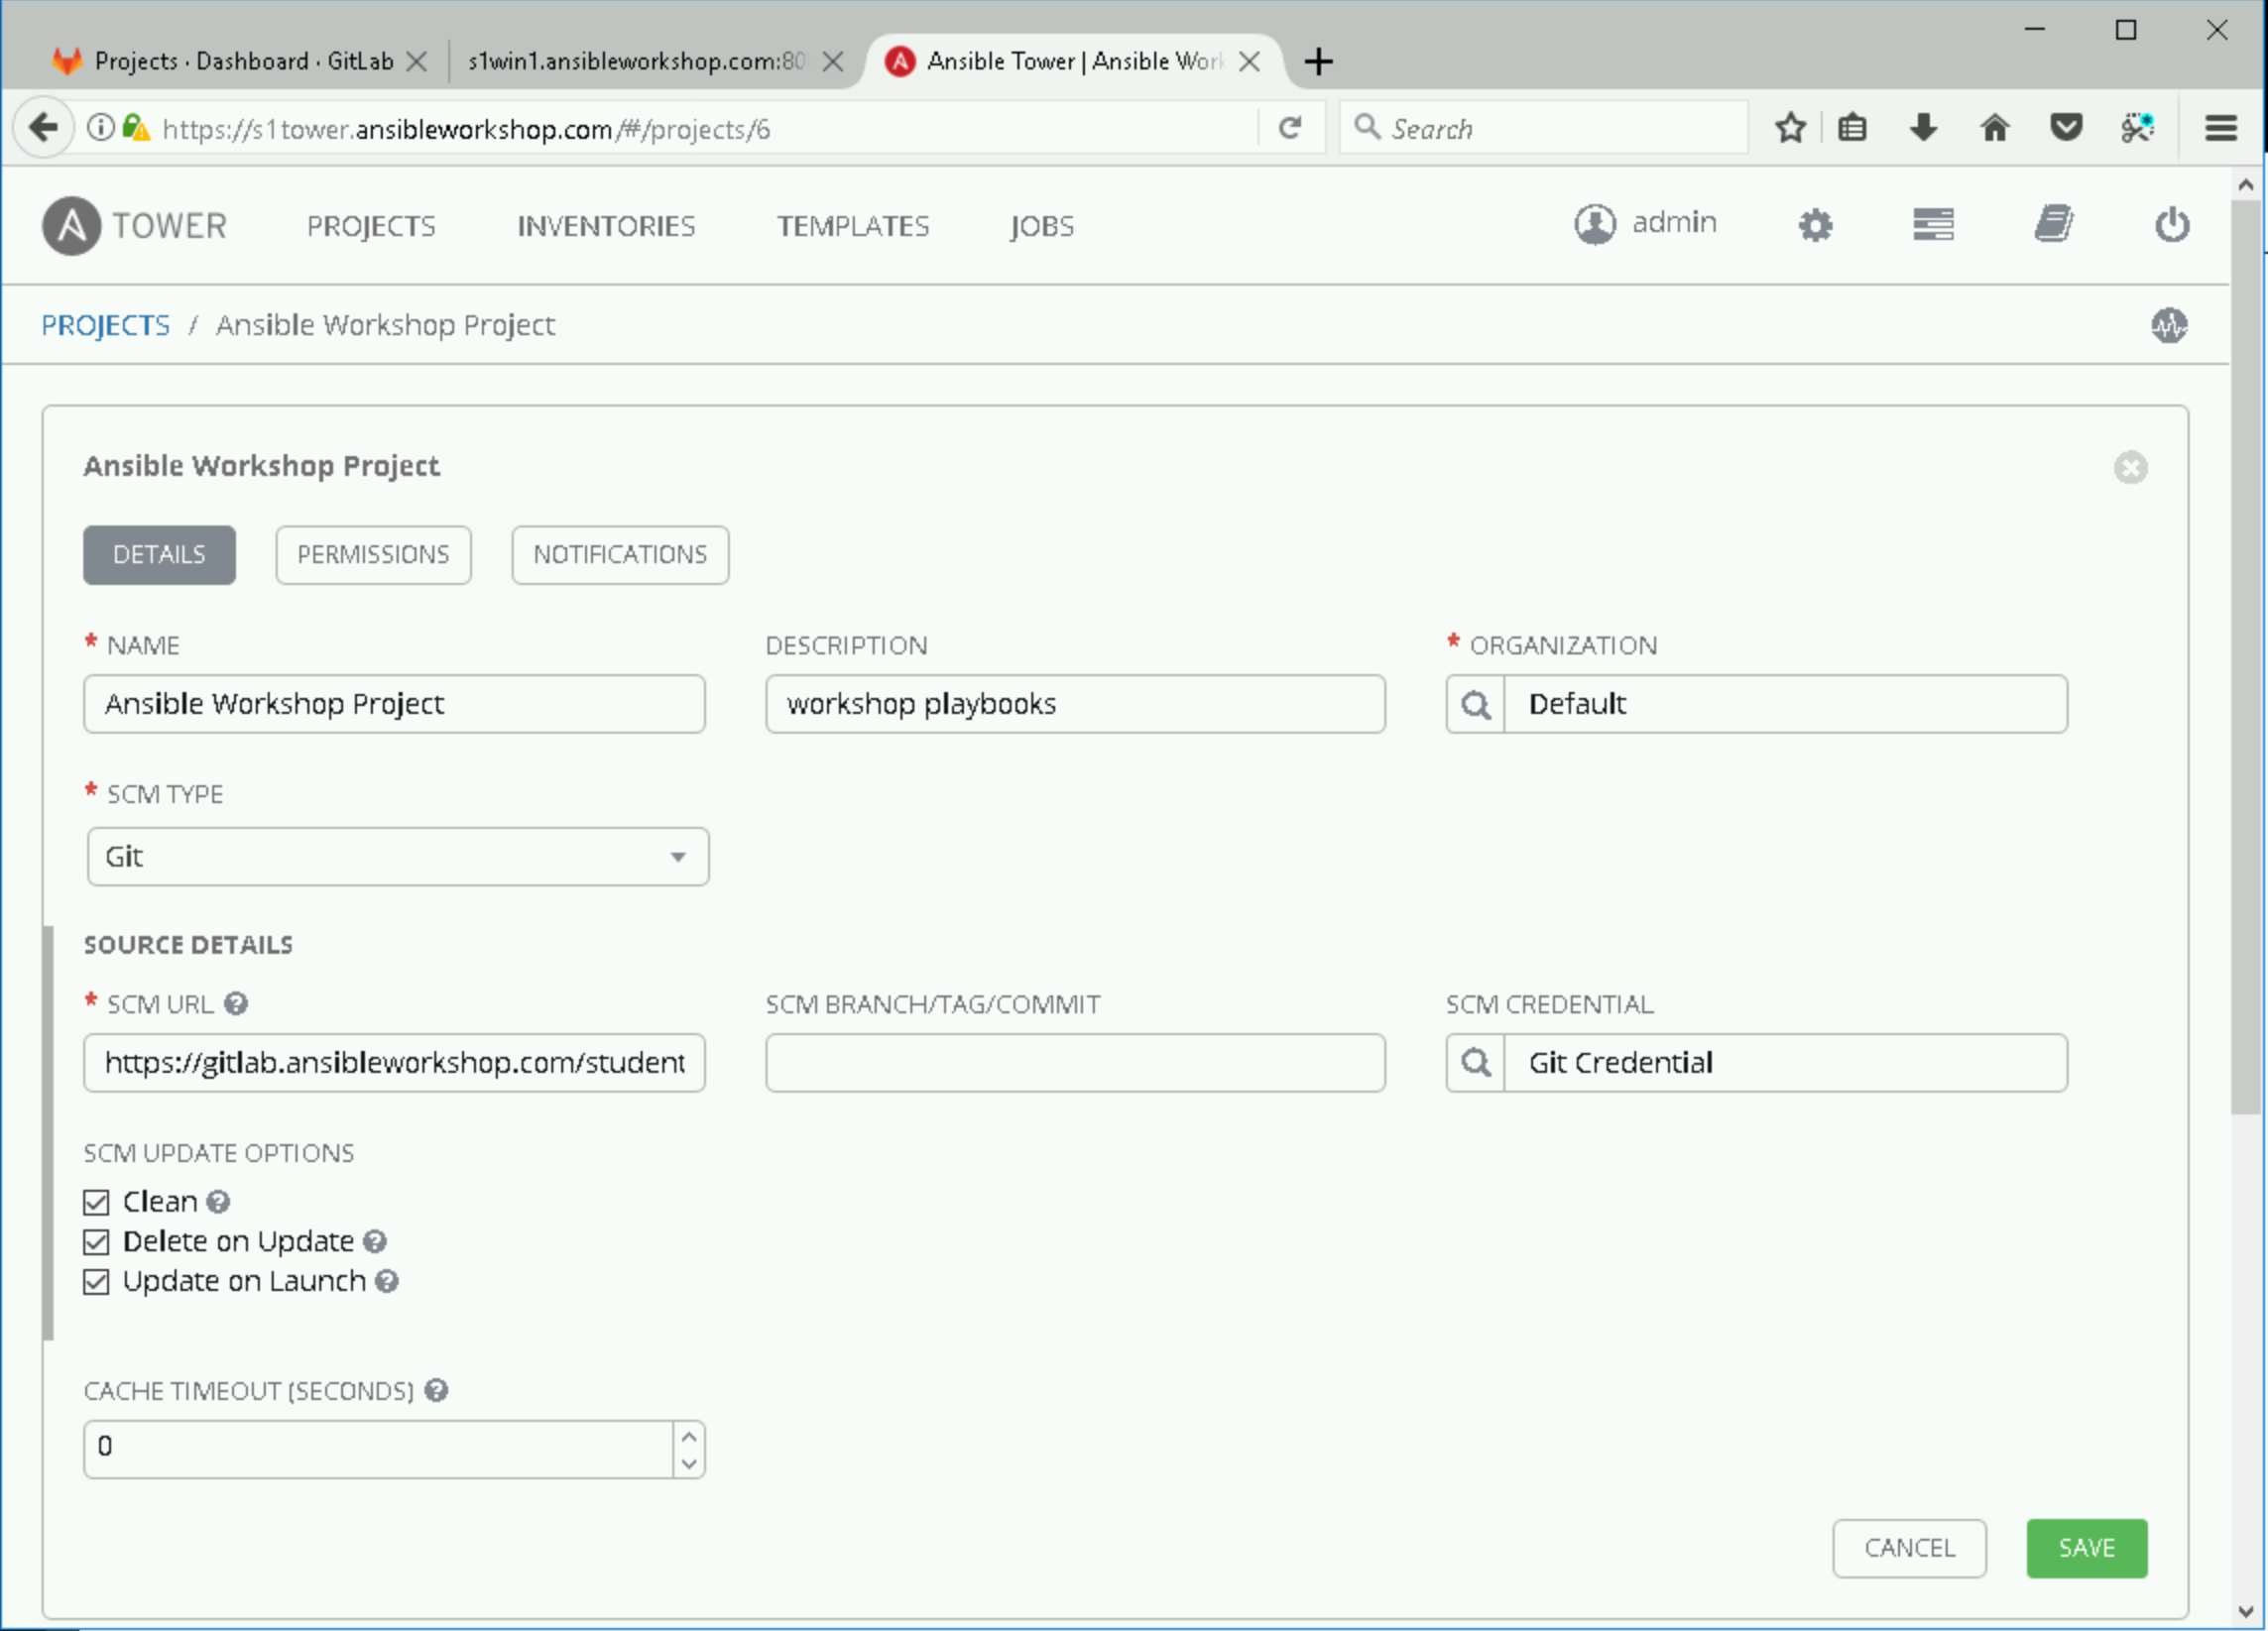 Projects · Dashboard · GitLab s1win1.ansibleworkshop.com:80 Ansible Tower | Ansible Work
https://s1tower.ansibleworkshop.com/#/projects/6 Search
A TOWER PROJECTS INVENTORIES TEMPLATES JOBS admin
PROJECTS / Ansible Workshop Project
Ansible Workshop Project
DETAILS PERMISSIONS NOTIFICATIONS
* NAME DESCRIPTION * ORGANIZATION
Ansible Workshop Project workshop playbooks Default
* SCM TYPE
Git
SOURCE DETAILS
* SCM URL ? SCM BRANCH/TAG/COMMIT SCM CREDENTIAL
https://gitlab.ansibleworkshop.com/student Git Credential
SCM UPDATE OPTIONS
Clean ?
Delete on Update ?
Update on Launch ?
CACHE TIMEOUT (SECONDS) ?
0
CANCEL SAVE